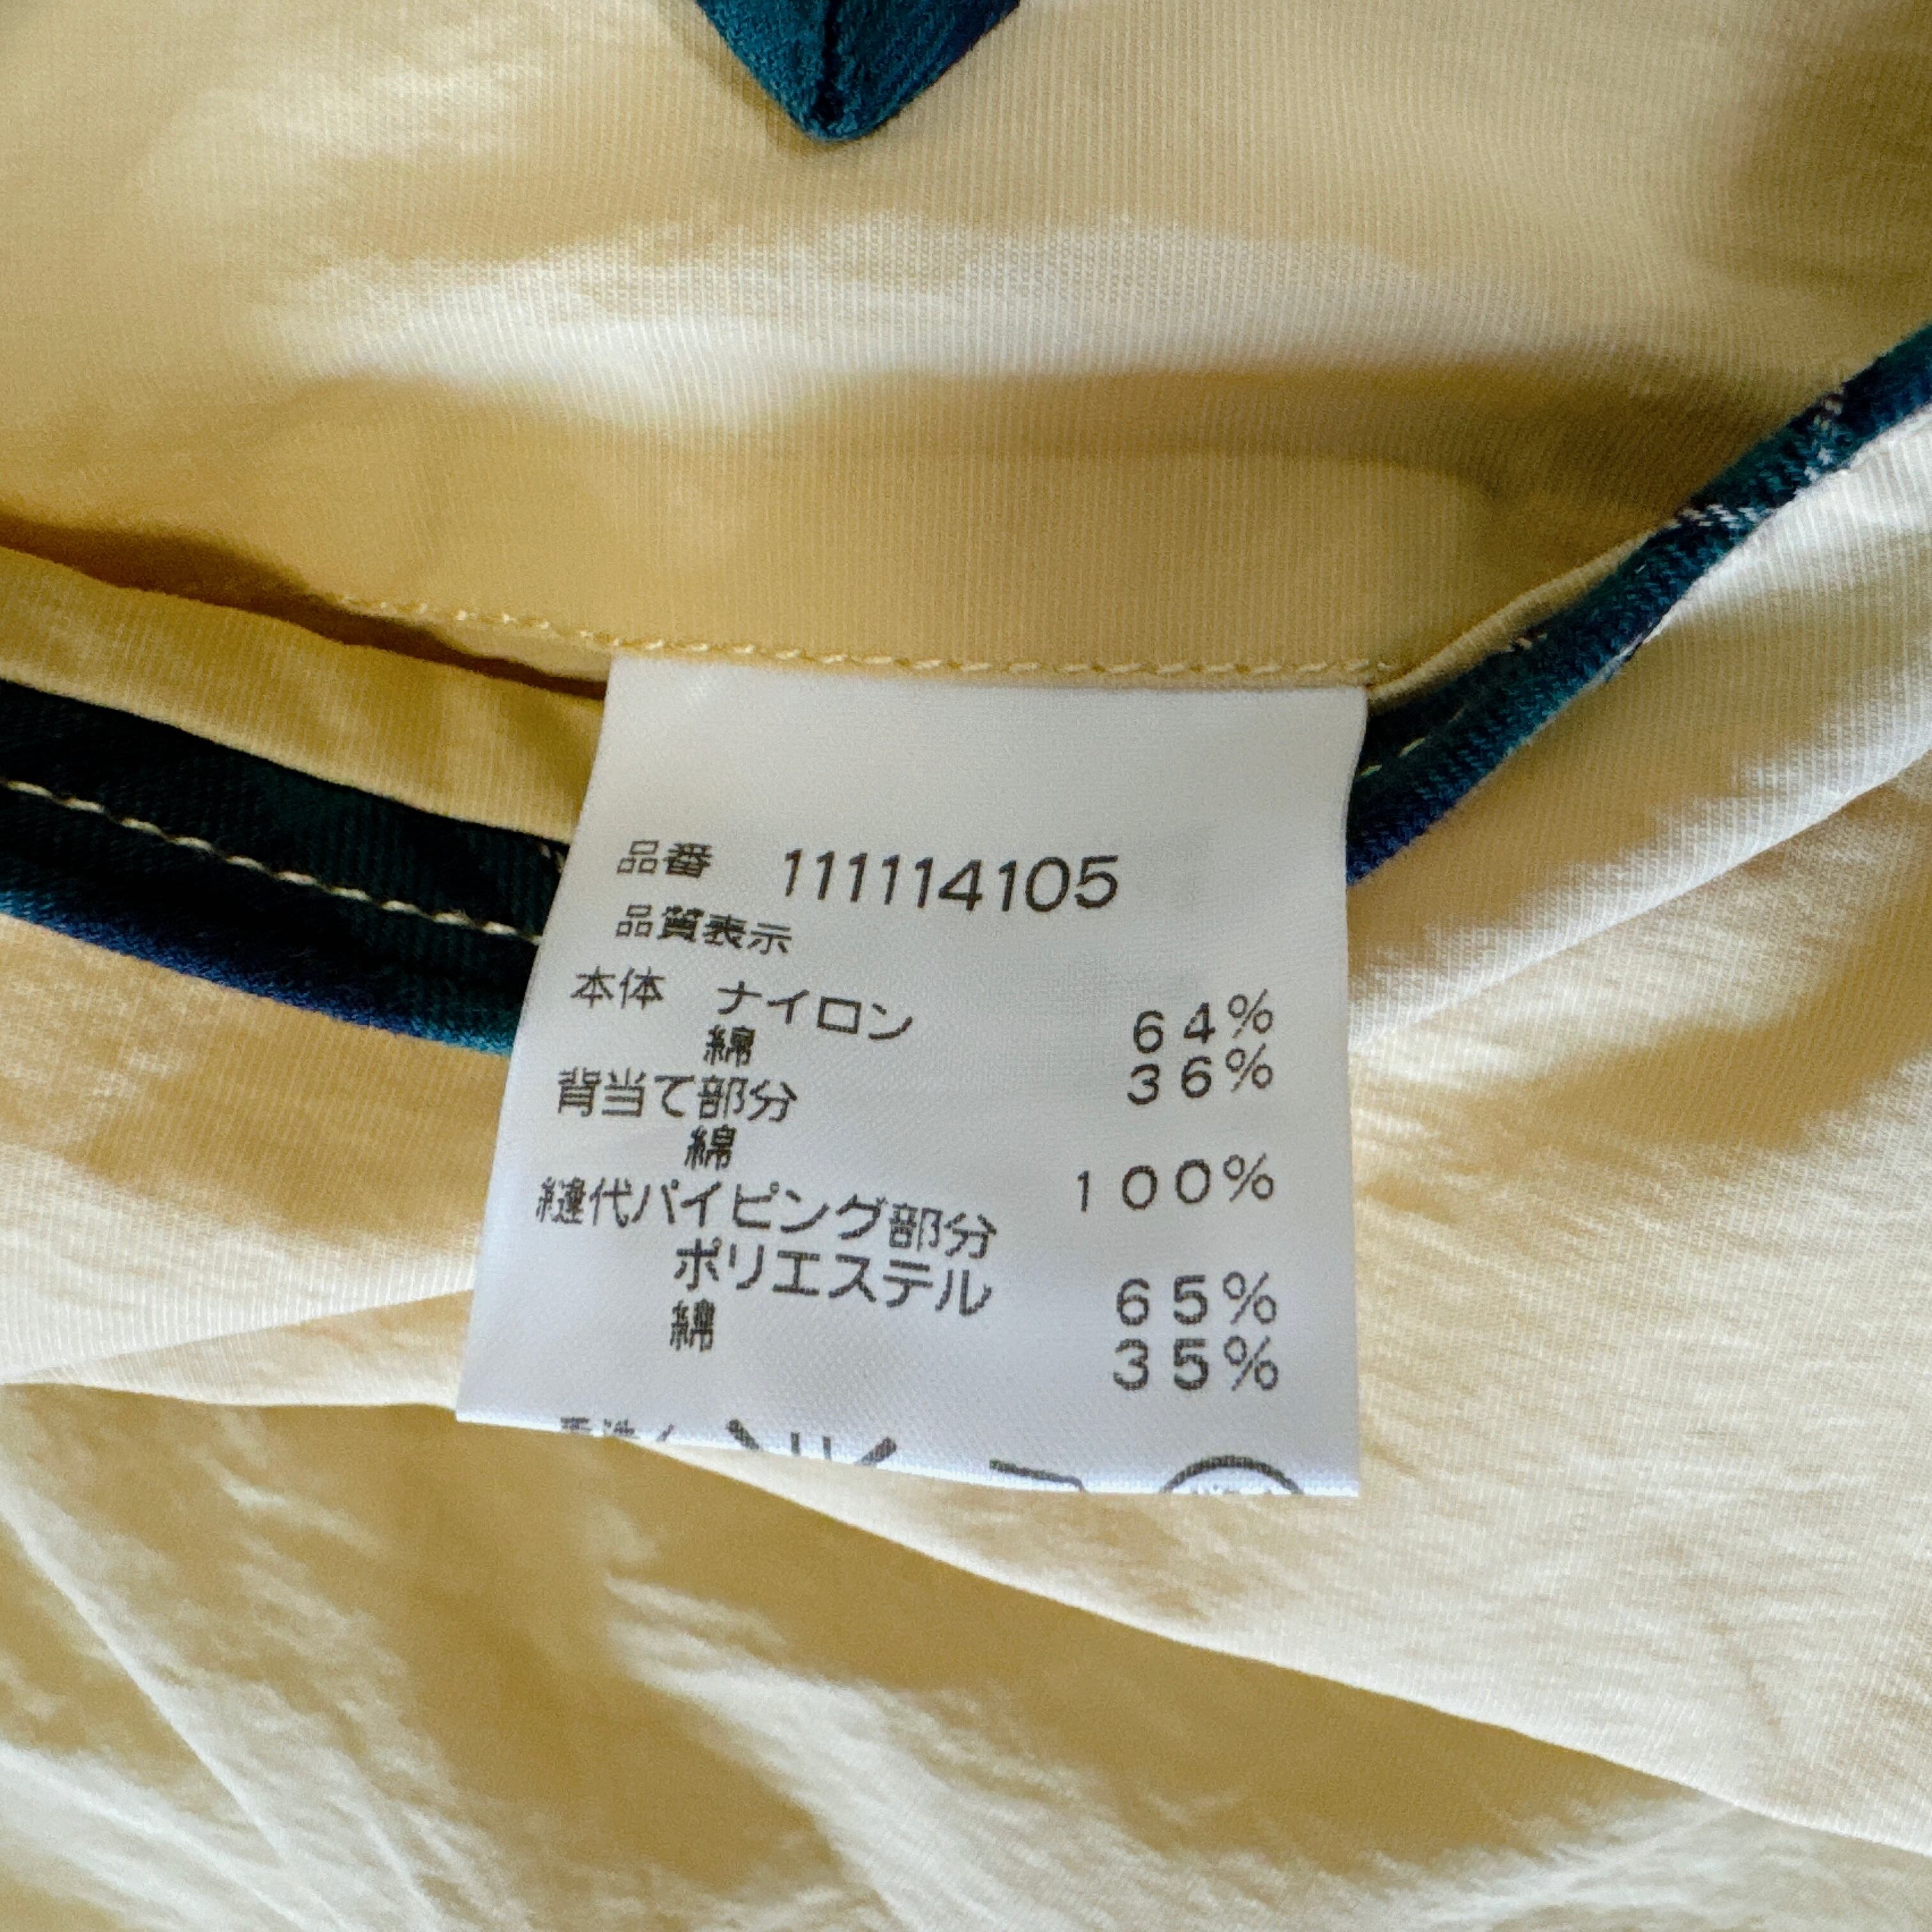 品番 111114105
品質表示
本体 ナイロン 64%
綿 36%
背当て部分
綿 100%
縫代パイピング部分
ポリエステル 65%
綿 35%